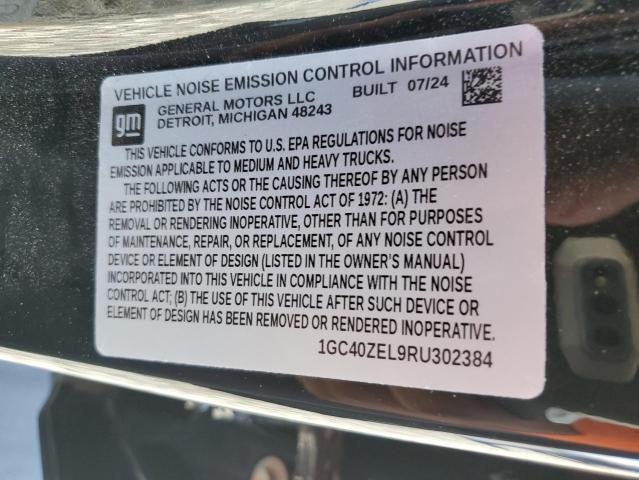 VEHICLE NOISE EMISSION CONTROL INFORMATION
gm GENERAL MOTORS LLC BUILT 07/24
DETROIT, MICHIGAN 48243
THIS VEHICLE CONFORMS TO U.S. EPA REGULATIONS FOR NOISE
EMISSION APPLICABLE TO MEDIUM AND HEAVY TRUCKS.
THE FOLLOWING ACTS OR THE CAUSING THEREOF BY ANY PERSON
ARE PROHIBITED BY THE NOISE CONTROL ACT OF 1972: (A) THE
REMOVAL OR RENDERING INOPERATIVE, OTHER THAN FOR PURPOSES
OF MAINTENANCE, REPAIR, OR REPLACEMENT, OF ANY NOISE CONTROL
DEVICE OR ELEMENT OF DESIGN (LISTED IN THE OWNER'S MANUAL)
INCORPORATED INTO THIS VEHICLE IN COMPLIANCE WITH THE NOISE
CONTROL ACT; (B) THE USE OF THIS VEHICLE AFTER SUCH DEVICE OR
ELEMENT OF DESIGN HAS BEEN REMOVED OR RENDERED INOPERATIVE.
1GC40ZEL9RU302384